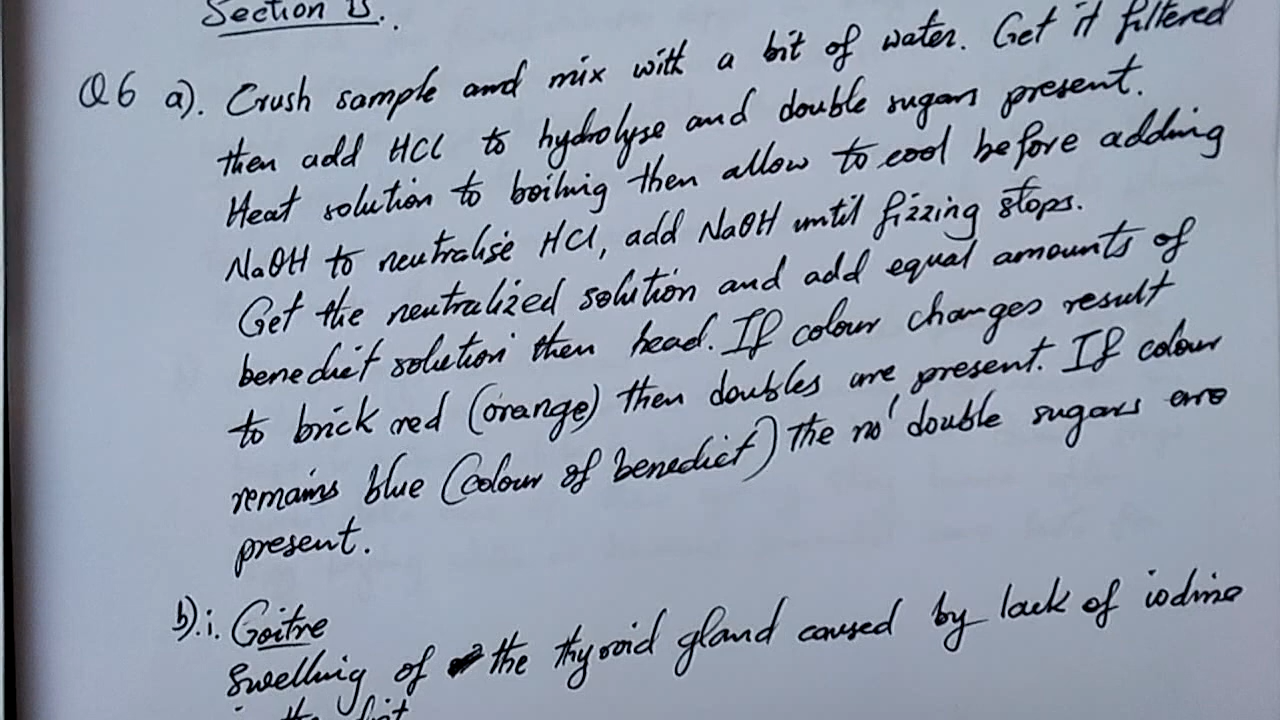 Section B.
Q6 a). Crush sample and mix with a bit of water. Get it filtered
then add HCl to hydrolyse and double sugars present.
Heat solution to boiling then allow to cool before adding
NaOH to neutralise HCl, add NaOH until fizzing stops.
Get the neutralized solution and add equal amounts of
benedict solution then head. If colour changes result
to brick red (orange) then doubles are present. If colour
remains blue (colour of benedict) the no double sugars are
present.
b).i. Goitre
Swelling of the thyroid gland caused by lack of iodine
in the diet